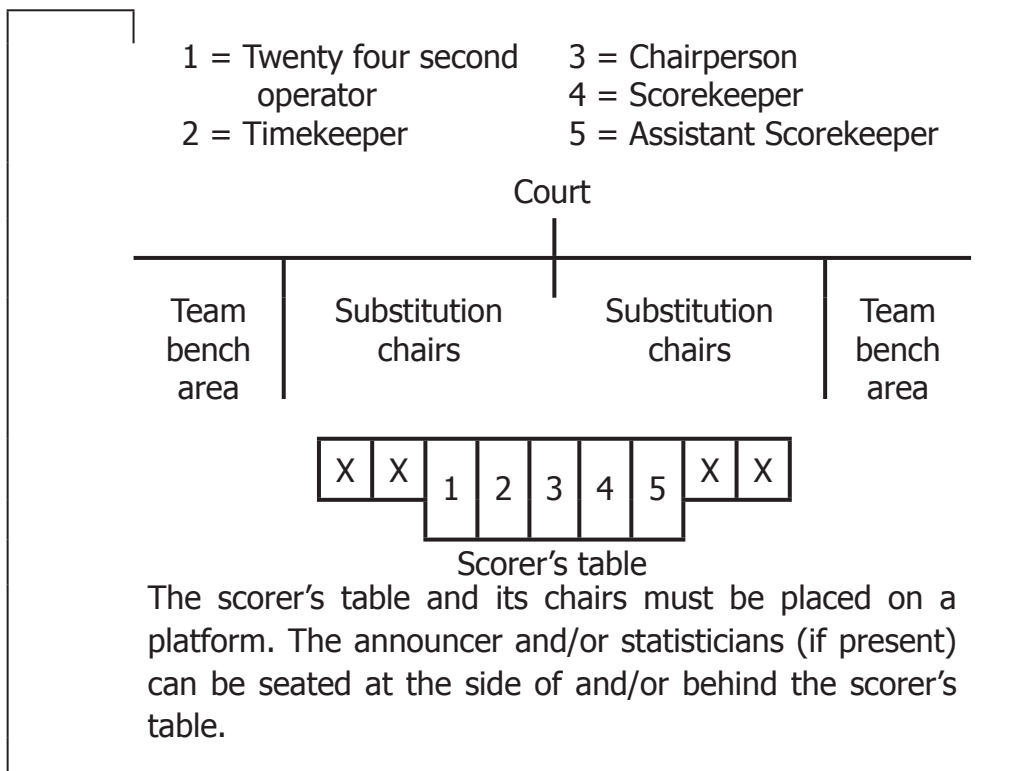 1 = Twenty four second
operator
2 = Timekeeper
3 = Chairperson
4 = Scorekeeper
5 = Assistant Scorekeeper
Court
Team
bench
area
Substitution
chairs
Substitution
chairs
Team
bench
area
X X 1 2 3 4 5 X X
Scorer’s table
The scorer’s table and its chairs must be placed on a
platform. The announcer and/or statisticians (if present)
can be seated at the side of and/or behind the scorer’s
table.